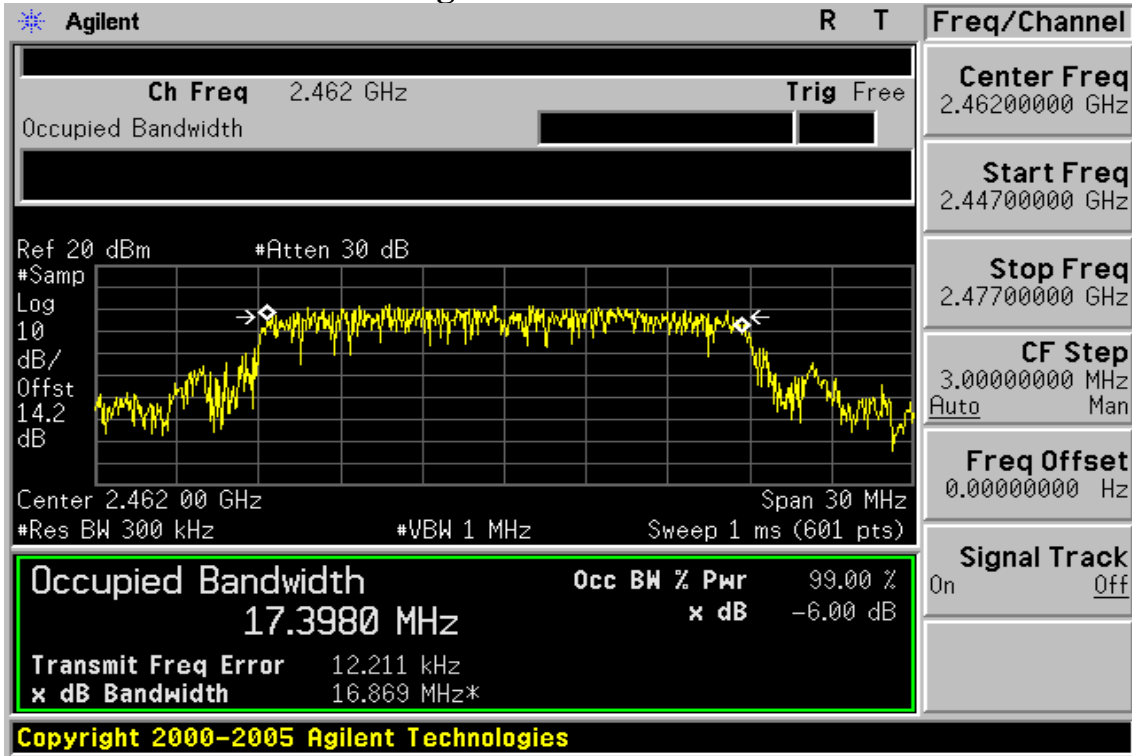 Agilent R T Freq/Channel
Ch Freq 2.462 GHz Trig Free
Occupied Bandwidth
Center Freq
2.46200000 GHz
Start Freq
2.44700000 GHz
Stop Freq
2.47700000 GHz
CF Step
3.00000000 MHz
Auto Man
Freq Offset
0.00000000 Hz
Signal Track
On Off
Ref 20 dBm #Atten 30 dB
#Samp
Log
10
dB/
Offst
14.2
dB
Center 2.462 00 GHz Span 30 MHz
#Res BW 300 kHz #VBW 1 MHz Sweep 1 ms (601 pts)
Occupied Bandwidth Occ BW % Pwr 99.00 %
17.3980 MHz x dB -6.00 dB
Transmit Freq Error 12.211 kHz
x dB Bandwidth 16.869 MHz*
Copyright 2000-2005 Agilent Technologies